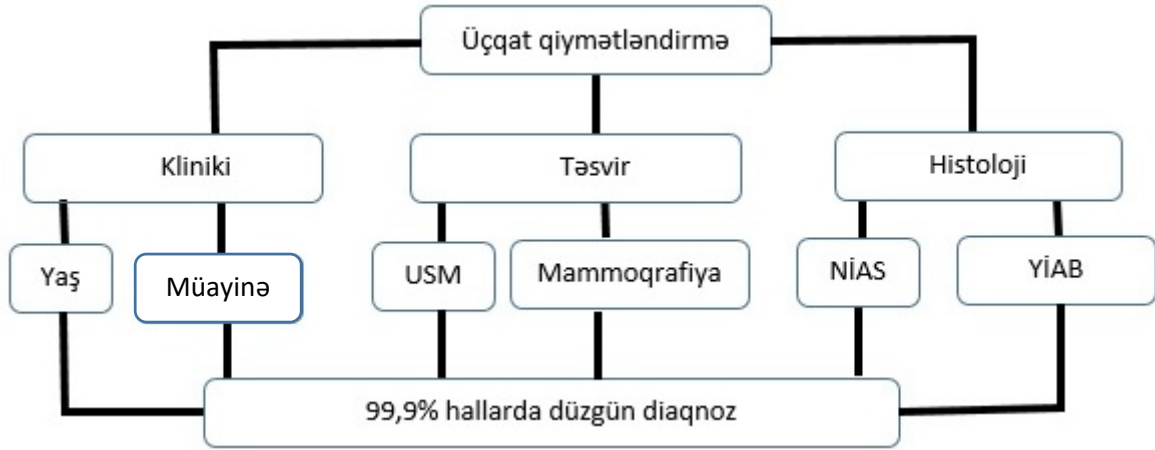 Üçqat qiymətləndirmə
Kliniki
Təsvir
Histoloji
Yaş
Müayinə
USM
Mammoqrafiya
NİAS
YİAB
99,9% hallarda düzgün diaqnoz